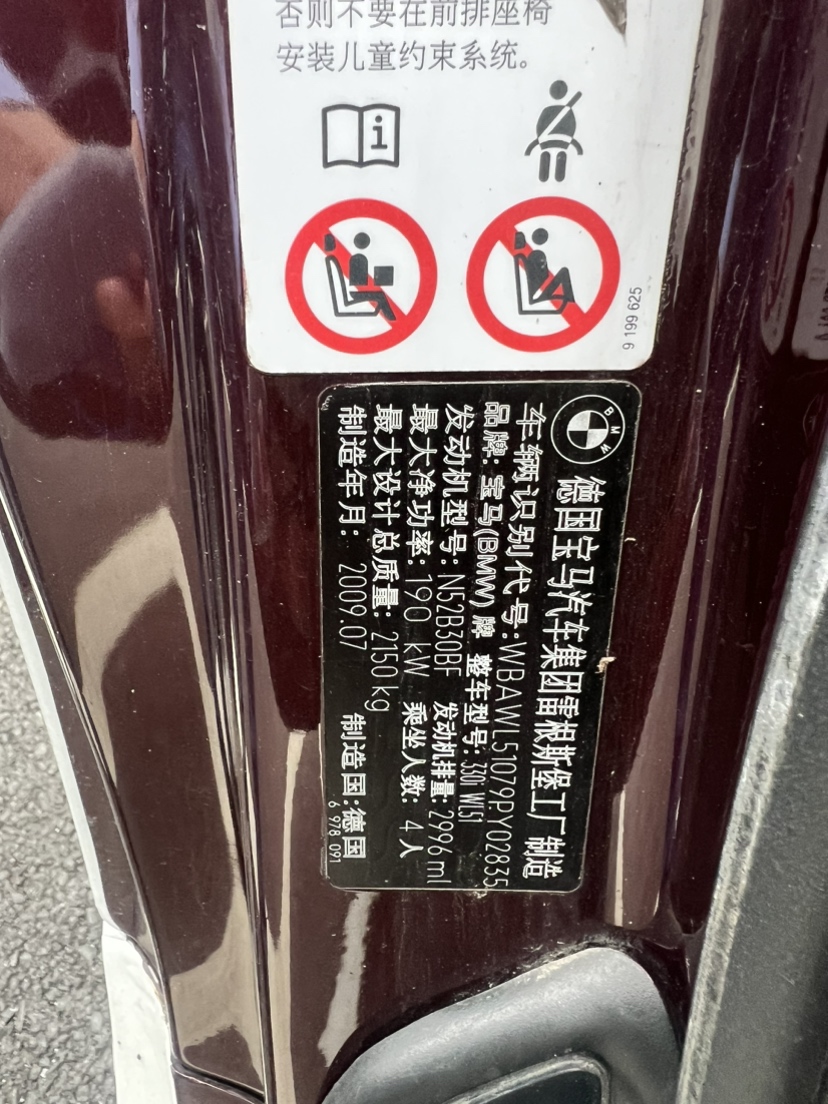 否则不要在前排座椅
安装儿童约束系统。
9 199 625
BMW
德国宝马汽车集团雷根斯堡工厂制造
车辆识别代号:WBAWL51079PY02835
品牌: 宝马(BMW) 牌 整车型号: 330i WL51
发动机型号: N52B30BF 发动机排量: 2996 ml
最大净功率: 190 kW 乘坐人数: 4 人
最大设计总质量: 2150 kg
制造年月: 2009.07 制造国: 德国
6 978 091